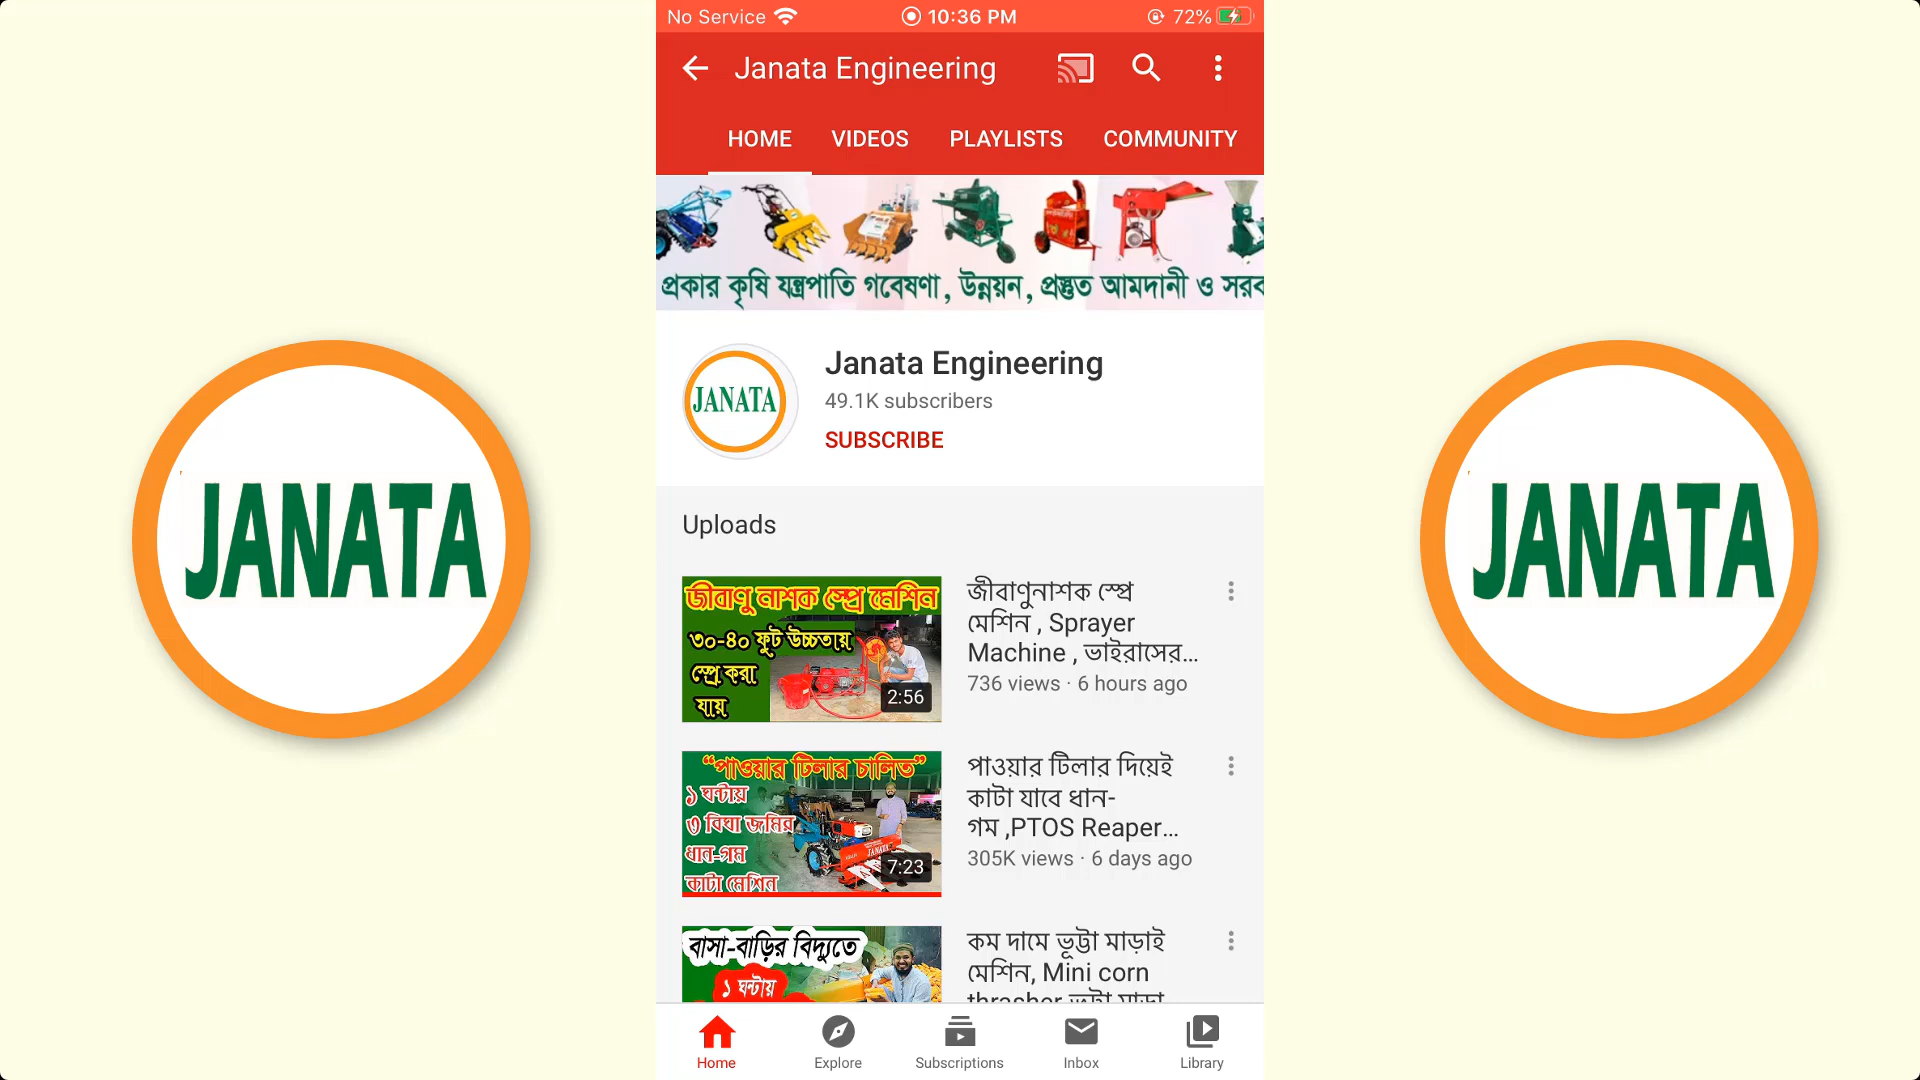 No Service 10:36 PM 72%
Janata Engineering
HOME VIDEOS PLAYLISTS COMMUNITY
প্রকার কৃষি যন্ত্রপাতি গবেষণা, উন্নয়ন, প্রস্তুত আমদানী ও
JANATA
Janata Engineering
49.1K subscribers
SUBSCRIBE
JANATA
JANATA
Uploads
জীবাণু নাশক স্প্রে মেশিন
৩০-৪০ ফুট উচ্চতায়
স্প্রে করা
যায়
2:56
জীবাণুনাশক স্প্রে
মেশিন , Sprayer
Machine , ভাইরাসের...
736 views · 6 hours ago
“পাওয়ার টিলার চালিত”
১ ঘন্টায়
৩ বিঘা জমির
ধান-গম
কাটা মেশিন
JANATA
7:23
পাওয়ার টিলার দিয়েই
কাটা যাবে ধান-
গম ,PTOS Reaper...
305K views · 6 days ago
বাসা-বাড়ির বিদ্যুতে
১ ঘন্টায়
কম দামে ভূট্টা মাড়াই
মেশিন, Mini corn
thrasher ভুট্টা মাড়া
Home Explore Subscriptions Inbox Library